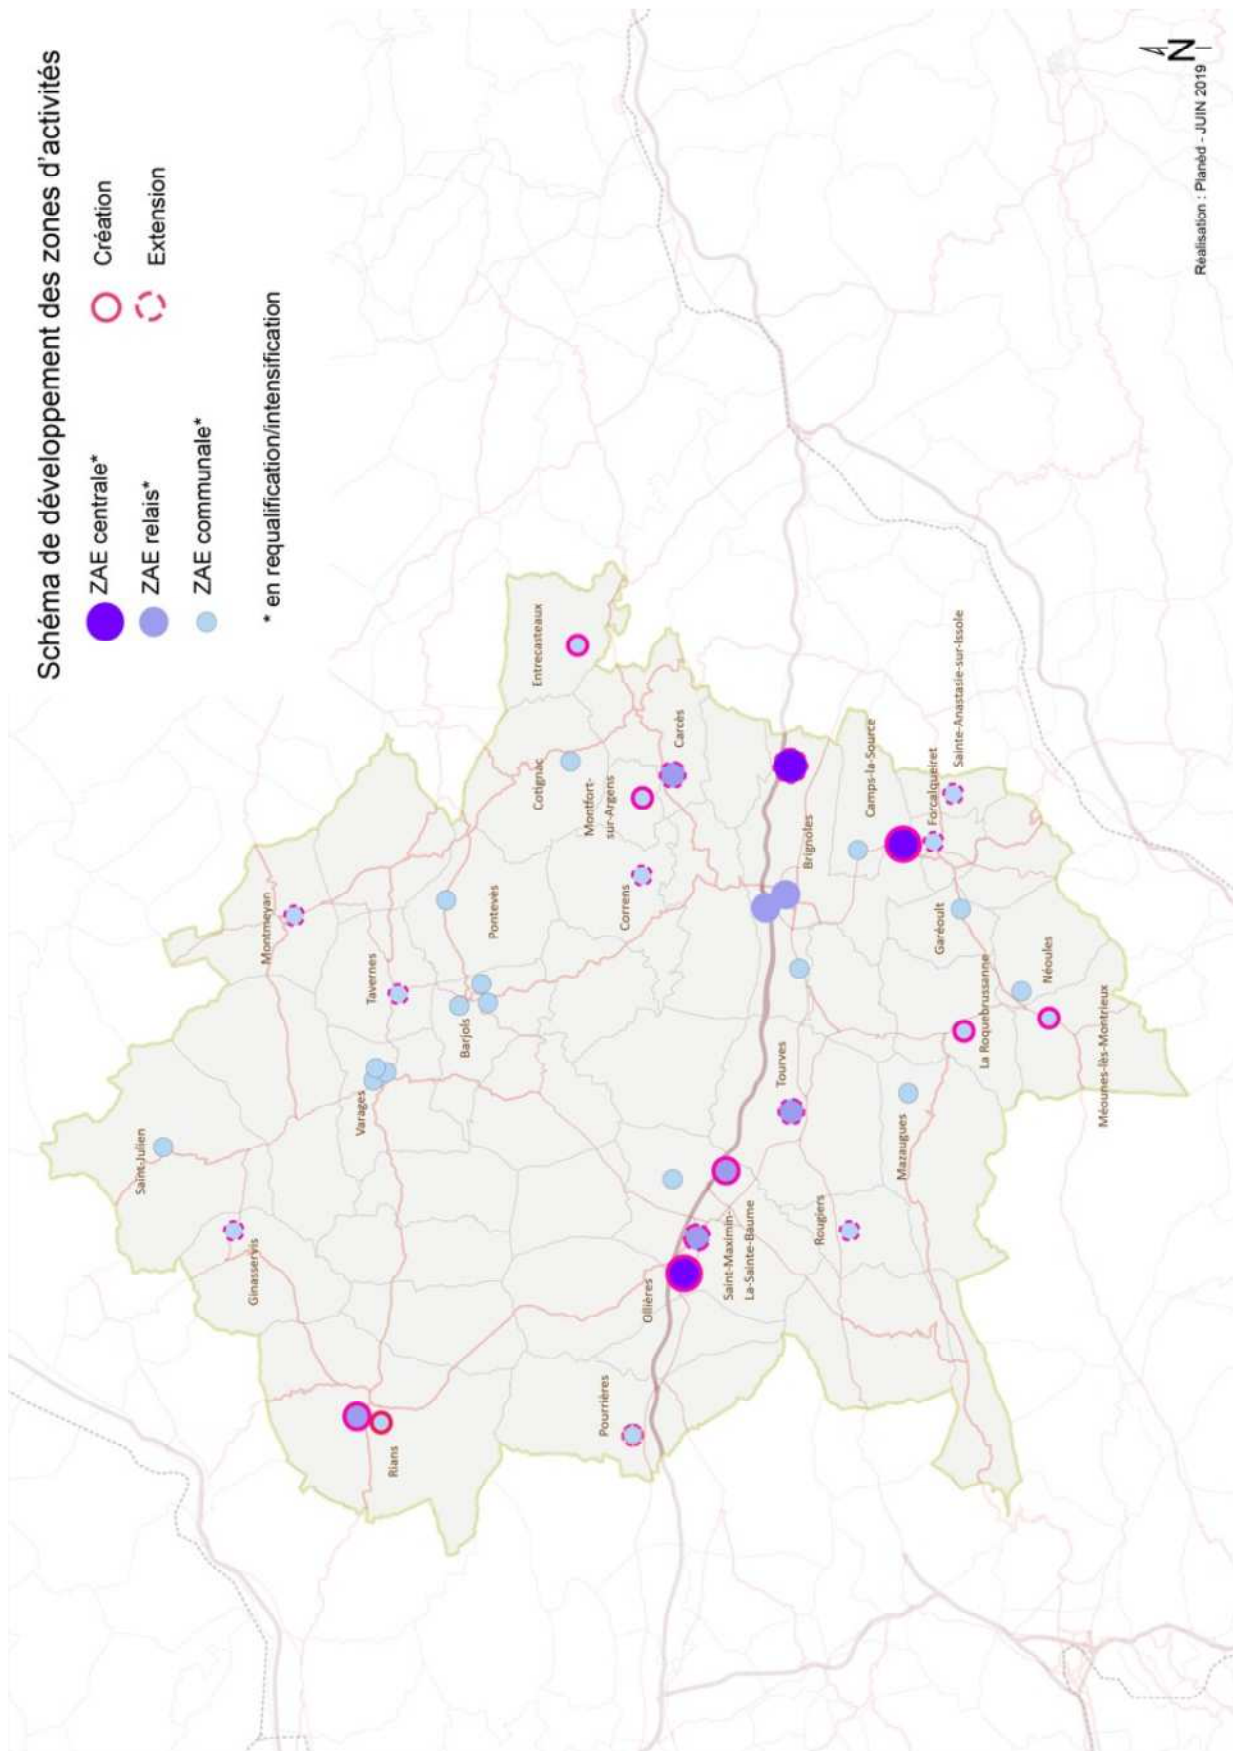 Schéma de développement des zones d'activités
ZAE centrale*
Création
ZAE relais*
Extension
ZAE communale*
* en requalification/intensification
Saint-Julien
Ginasservis
Montmeyan
Varages
Tavernes
Rians
Barjols
Pontevès
Cotignac
Entrecasteaux
Montfort-
sur-Argens
Correns
Carcès
Pourrières
Ollières
Saint-Maximin-
La-Sainte-Baume
Tourves
Brignoles
Rougiers
Camps-la-Source
Mazaugues
Forcalqueiret
Sainte-Anastasie-sur-Issole
Garéoult
La Roquebrussanne
Néoules
Méounes-lès-Montrieux
N
Réalisation : Planèd - JUIN 2019